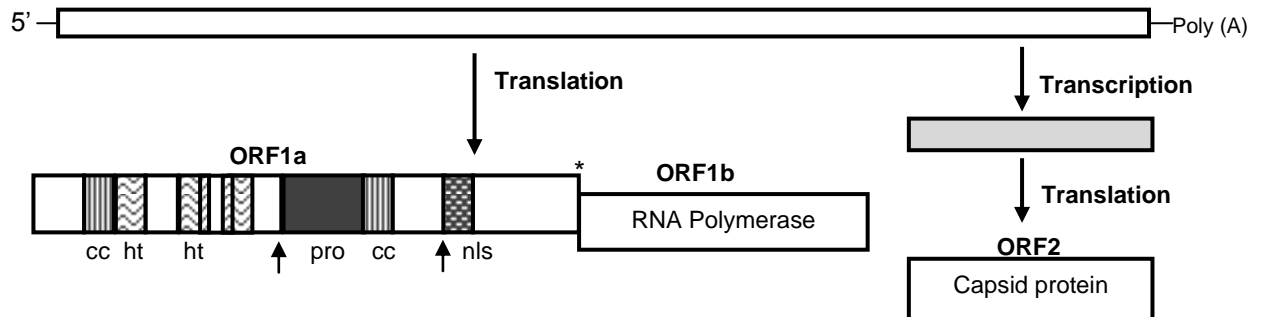 5’ Poly (A)
Translation
Transcription
ORF1a
*
ORF1b
RNA Polymerase
Translation
cc ht ht pro cc nls
ORF2
Capsid protein